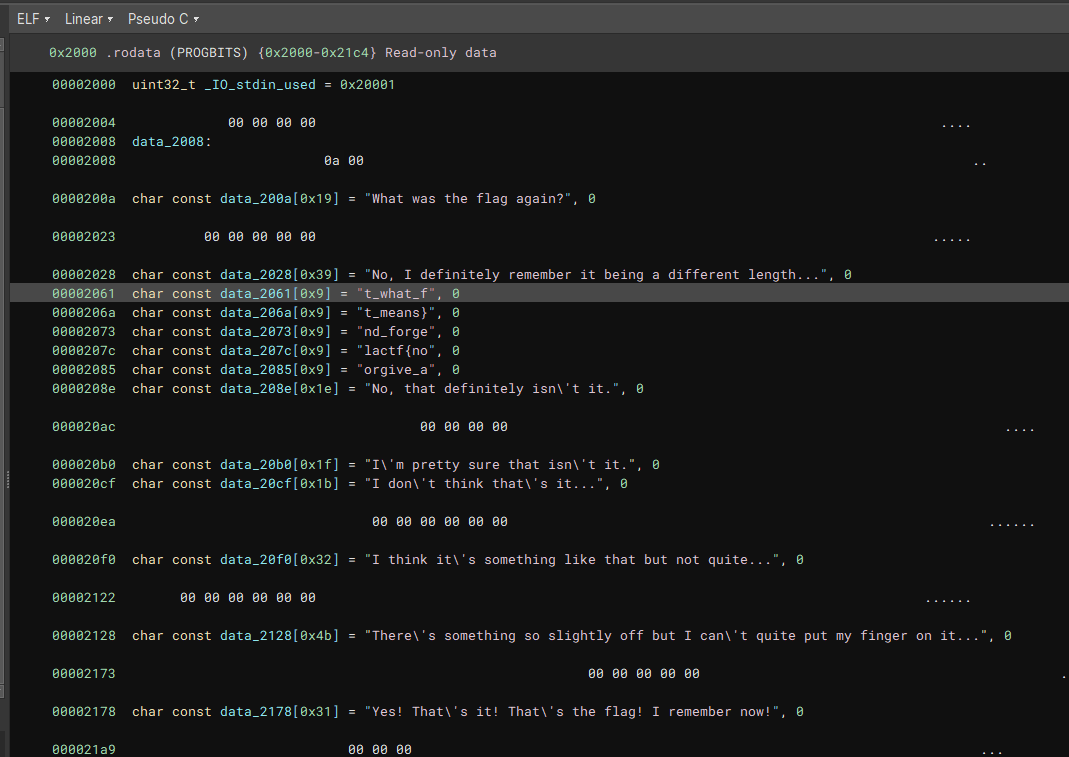 ELF ▾ Linear ▾ Pseudo C ▾
0x2000 .rodata (PROGBITS) {0x2000-0x21c4} Read-only data
00002000 uint32_t _IO_stdin_used = 0x20001
00002004 00 00 00 00 ....
00002008 data_2008:
00002008 0a 00 ..
0000200a char const data_200a[0x19] = "What was the flag again?", 0
00002023 00 00 00 00 00 .....
00002028 char const data_2028[0x39] = "No, I definitely remember it being a different length...", 0
00002061 char const data_2061[0x9] = "t_what_f", 0
0000206a char const data_206a[0x9] = "t_means}", 0
00002073 char const data_2073[0x9] = "nd_forge", 0
0000207c char const data_207c[0x9] = "lactf{no", 0
00002085 char const data_2085[0x9] = "orgive_a", 0
0000208e char const data_208e[0x1e] = "No, that definitely isn\'t it.", 0
000020ac 00 00 00 00 ....
000020b0 char const data_20b0[0x1f] = "I\'m pretty sure that isn\'t it.", 0
000020cf char const data_20cf[0x1b] = "I don\'t think that\'s it...", 0
000020ea 00 00 00 00 00 00 ......
000020f0 char const data_20f0[0x32] = "I think it\'s something like that but not quite...", 0
00002122 00 00 00 00 00 00 ......
00002128 char const data_2128[0x4b] = "There\'s something so slightly off but I can\'t quite put my finger on it...", 0
00002173 00 00 00 00 00 .
00002178 char const data_2178[0x31] = "Yes! That\'s it! That\'s the flag! I remember now!", 0
000021a9 00 00 00 ...